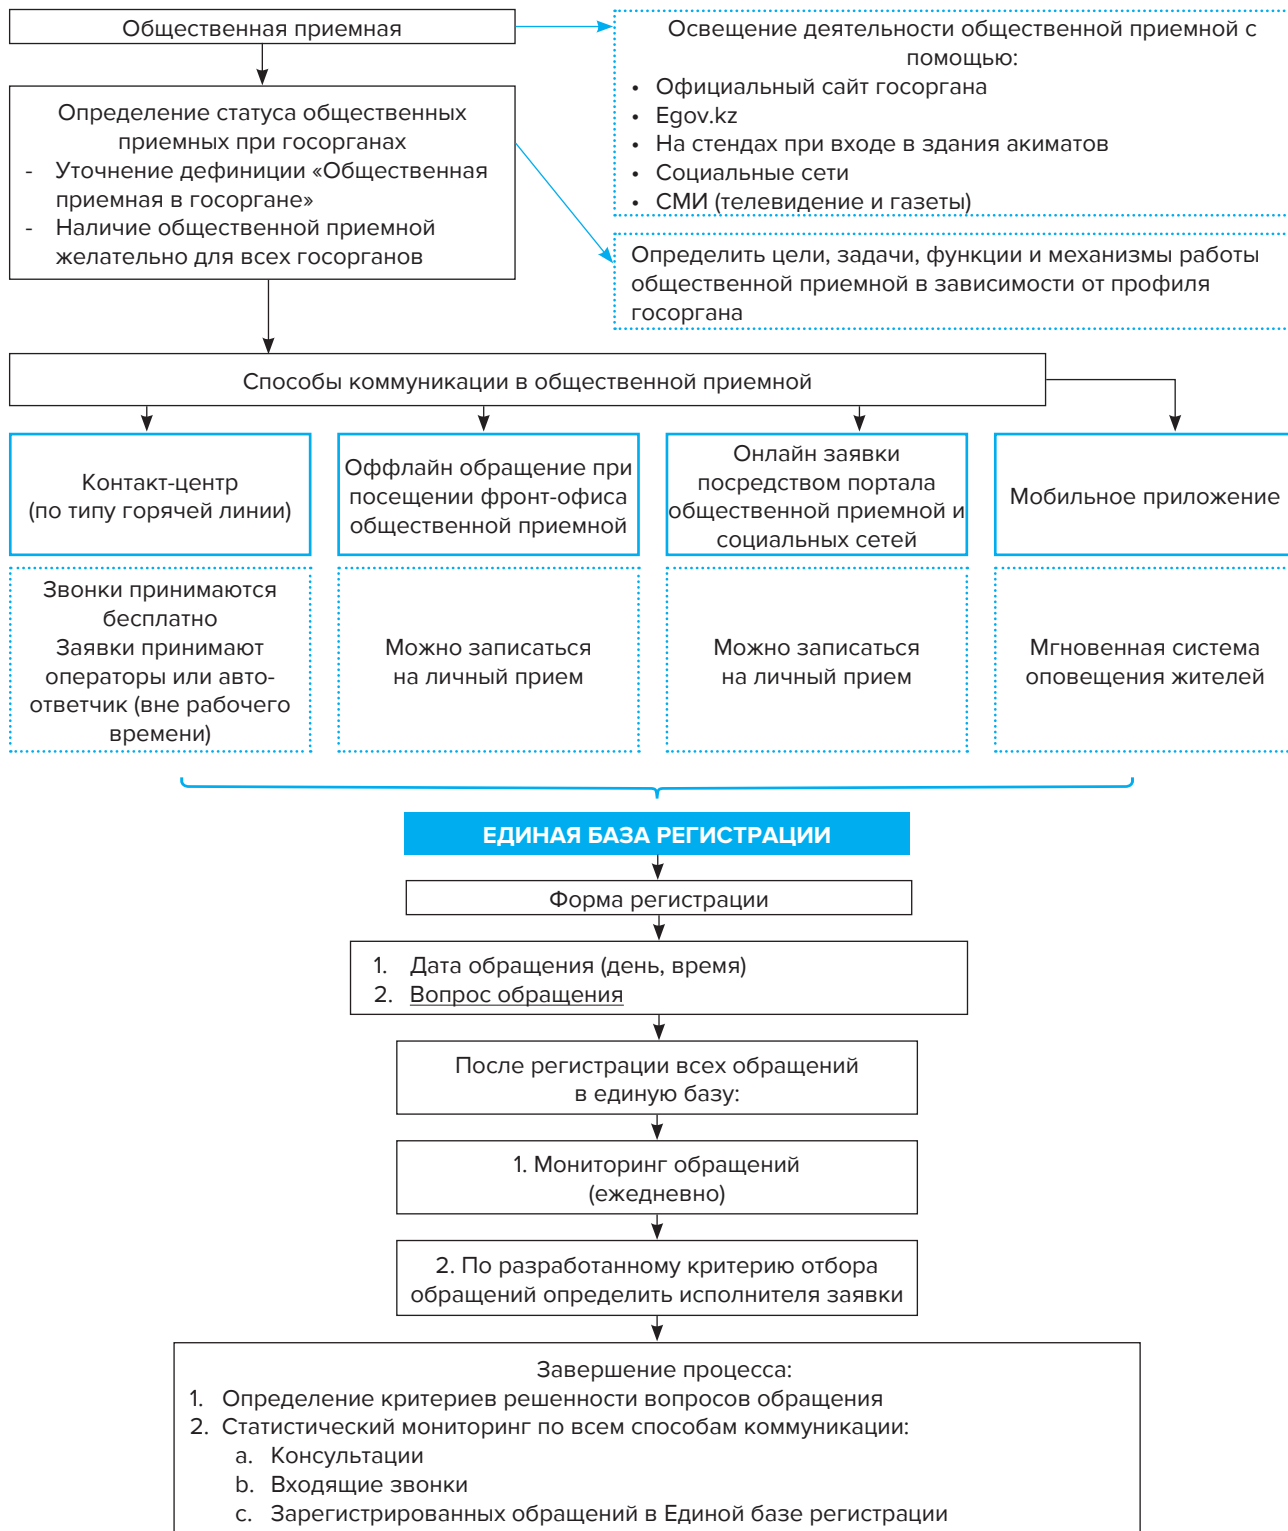 Общественная приемная
Освещение деятельности общественной приемной с
помощью:
• Официальный сайт госоргана
• Egov.kz
• На стендах при входе в здания акиматов
• Социальные сети
• СМИ (телевидение и газеты)
Определение статуса общественных
приемных при госорганах
- Уточнение дефиниции «Общественная
приемная в госоргане»
- Наличие общественной приемной
желательно для всех госорганов
Определить цели, задачи, функции и механизмы работы
общественной приемной в зависимости от профиля
госоргана
Способы коммуникации в общественной приемной
Контакт-центр
(по типу горячей линии)
Оффлайн обращение при
посещении фронт-офиса
общественной приемной
Онлайн заявки
посредством портала
общественной приемной и
социальных сетей
Мобильное приложение
Звонки принимаются
бесплатно
Заявки принимают
операторы или авто-
ответчик (вне рабочего
времени)
Можно записаться
на личный прием
Можно записаться
на личный прием
Мгновенная система
оповещения жителей
ЕДИНАЯ БАЗА РЕГИСТРАЦИИ
Форма регистрации
1. Дата обращения (день, время)
2. Вопрос обращения
После регистрации всех обращений
в единую базу:
1. Мониторинг обращений
(ежедневно)
2. По разработанному критерию отбора
обращений определить исполнителя заявки
Завершение процесса:
1. Определение критериев решенности вопросов обращения
2. Статистический мониторинг по всем способам коммуникации:
a. Консультации
b. Входящие звонки
c. Зарегистрированных обращений в Единой базе регистрации